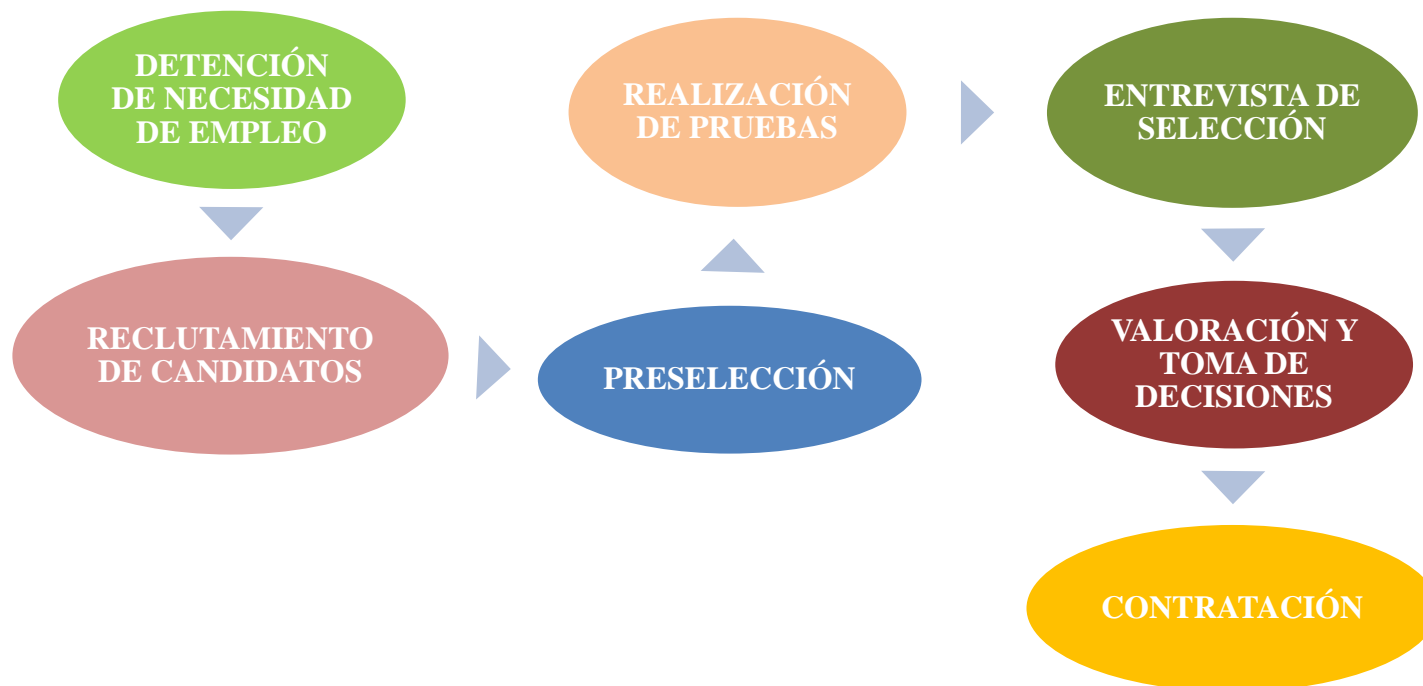 DETENCIÓN
DE NECESIDAD
DE EMPLEO
RECLUTAMIENTO
DE CANDIDATOS
PRESELECCIÓN
REALIZACIÓN
DE PRUEBAS
ENTREVISTA DE
SELECCIÓN
VALORACIÓN Y
TOMA DE
DECISIONES
CONTRATACIÓN